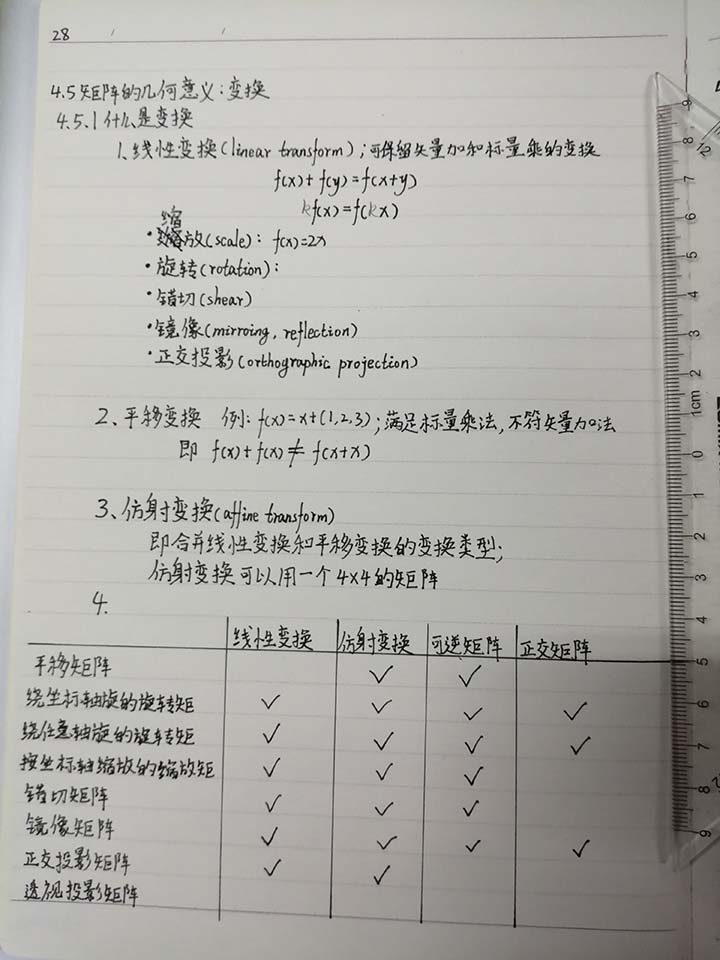 28
4.5 矩阵的几何意义:变换
4.5.1 什么是变换
1、线性变换(linear transform);可保留矢量加和标量乘的变换
f(x)+f(y)=f(x+y)
kf(x)=f(kx)
·缩放(scale): f(x)=2x
·旋转(rotation):
·错切(shear)
·镜像(mirroing, reflection)
·正交投影(orthographic projection)
2、平移变换 例: f(x)=x+(1,2,3);满足标量乘法,不符矢量加法
即 f(x)+f(x)≠f(x+x)
3、仿射变换(affine transform)
即合并线性变换和平移变换的变换类型;
仿射变换可以用一个4×4的矩阵
4.
线性变换 仿射变换 可逆矩阵 正交矩阵
平移矩阵 ✓ ✓
绕坐标轴旋的旋转矩 ✓ ✓ ✓ ✓
绕任意轴旋的旋转矩 ✓ ✓ ✓ ✓
按坐标轴缩放的缩放矩 ✓ ✓ ✓
错切矩阵 ✓ ✓ ✓
镜像矩阵 ✓ ✓ ✓ ✓
正交投影矩阵 ✓ ✓
透视投影矩阵
9
8
7
6
5
4
3
2
1cm
0
1
2
3
4
5
6
7
8
9